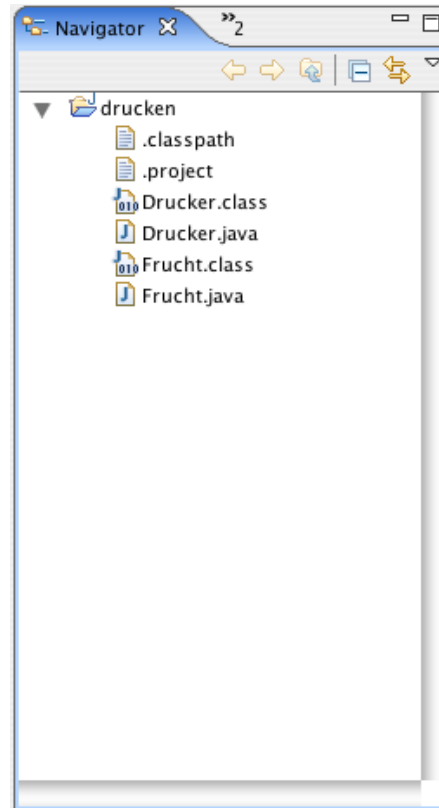 Navigator »2
drucken
.classpath
.project
Drucker.class
Drucker.java
Frucht.class
Frucht.java